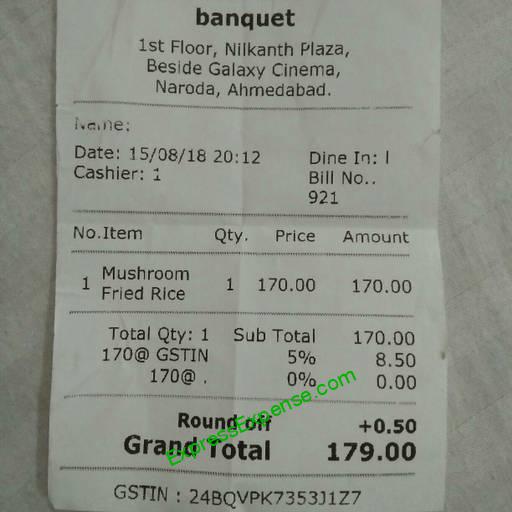 banquet
1st Floor, Nilkanth Plaza,
Beside Galaxy Cinema,
Naroda, Ahmedabad.
Name:
Date: 15/08/18 20:12 Dine In: I
Cashier: 1 Bill No..
921
No.Item Qty. Price Amount
1 Mushroom Fried Rice 1 170.00 170.00
Total Qty: 1 Sub Total 170.00
170@ GSTIN 5% 8.50
170@ . 0% 0.00
Round off +0.50
Grand Total 179.00
ExpressExpense.com
GSTIN : 24BQVPK7353J1Z7